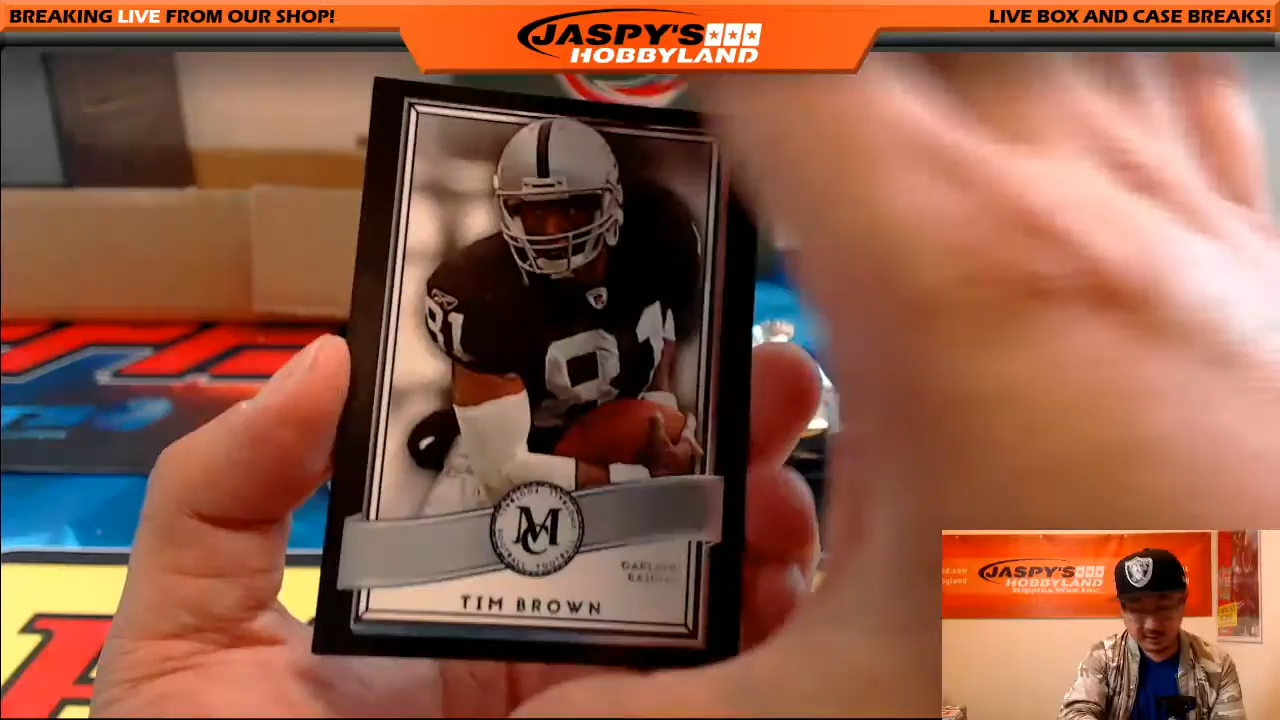 BREAKING LIVE FROM OUR SHOP!
JASPY'S
HOBBYLAND
LIVE BOX AND CASE BREAKS!
81
81
MC
OAKLAND
RAIDERS
TIM BROWN
JASPY'S
HOBBYLAND